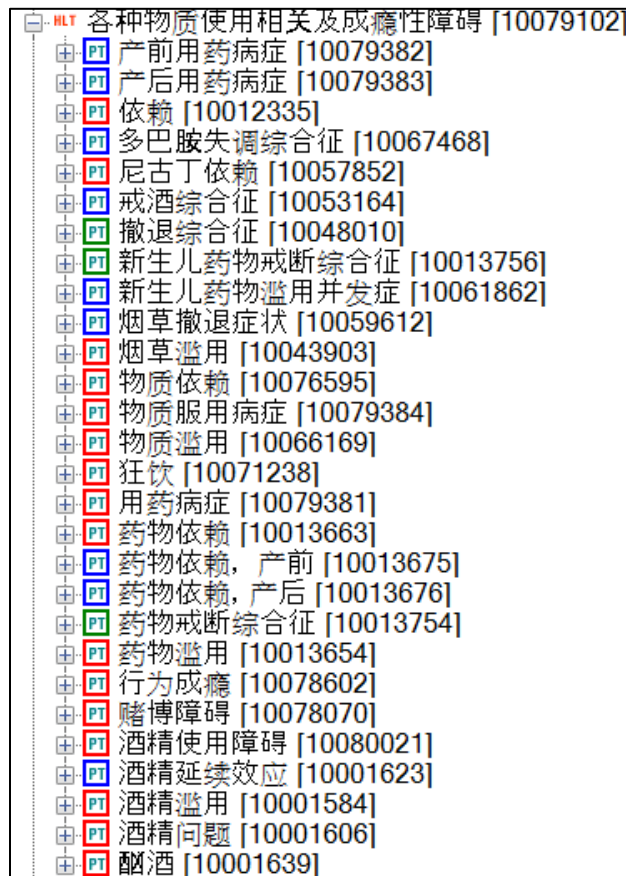 HLT 各种物质使用相关及成瘾性障碍 [10079102]
PT 产前用药病症 [10079382]
PT 产后用药病症 [10079383]
PT 依赖 [10012335]
PT 多巴胺失调综合征 [10067468]
PT 尼古丁依赖 [10057852]
PT 戒酒综合征 [10053164]
PT 撤退综合征 [10048010]
PT 新生儿药物戒断综合征 [10013756]
PT 新生儿药物滥用并发症 [10061862]
PT 烟草撤退症状 [10059612]
PT 烟草滥用 [10043903]
PT 物质依赖 [10076595]
PT 物质服用病症 [10079384]
PT 物质滥用 [10066169]
PT 狂饮 [10071238]
PT 用药病症 [10079381]
PT 药物依赖 [10013663]
PT 药物依赖，产前 [10013675]
PT 药物依赖，产后 [10013676]
PT 药物戒断综合征 [10013754]
PT 药物滥用 [10013654]
PT 行为成瘾 [10078602]
PT 赌博障碍 [10078070]
PT 酒精使用障碍 [10080021]
PT 酒精延续效应 [10001623]
PT 酒精滥用 [10001584]
PT 酒精问题 [10001606]
PT 酗酒 [10001639]